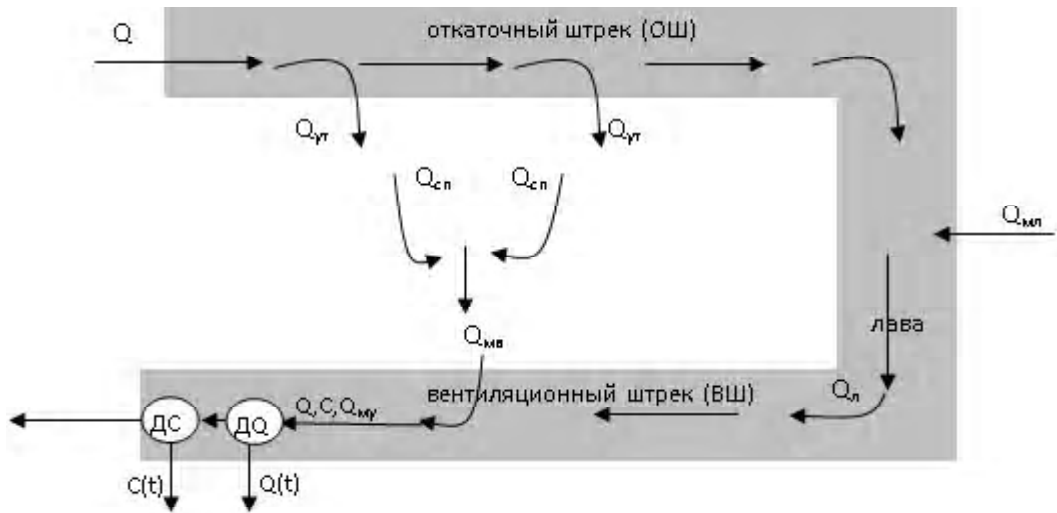 Q
откаточный штрек (ОШ)
Qут
Qут
Qсп
Qсп
Qмл
лава
Qмв
вентиляционный штрек (ВШ)
Qл
Q,C,Qму
ДС
ДQ
C(t)
Q(t)